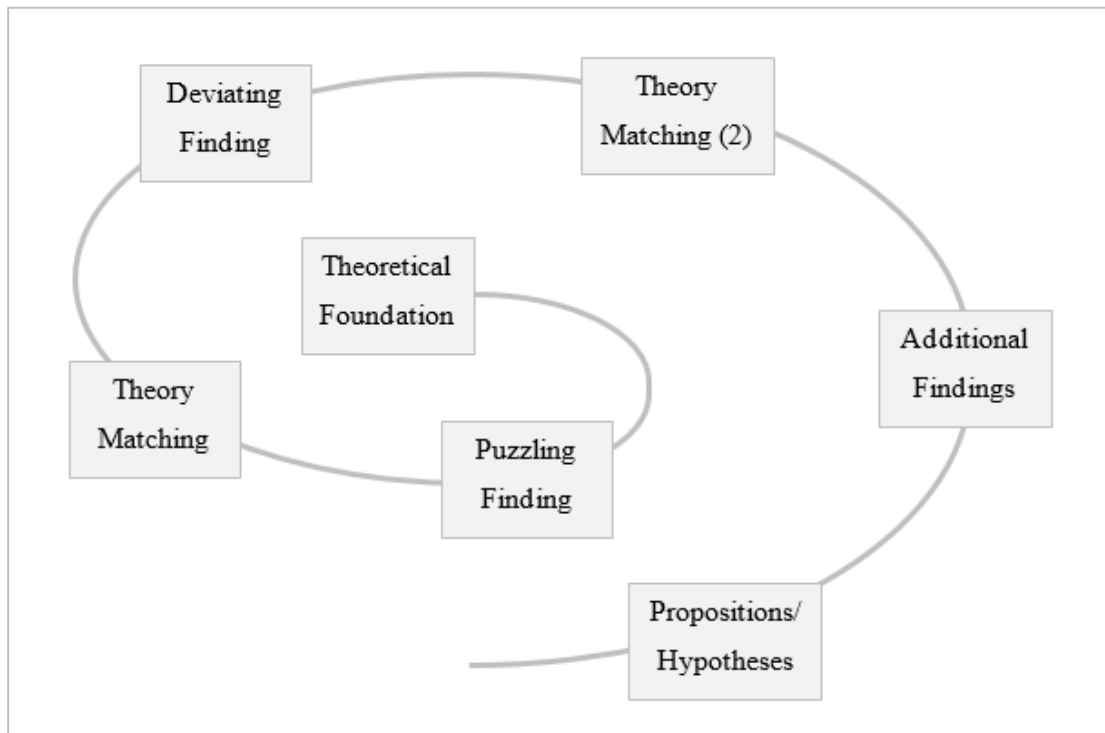 Deviating
Finding
Theory
Matching (2)
Theoretical
Foundation
Additional
Findings
Theory
Matching
Puzzling
Finding
Propositions/
Hypotheses